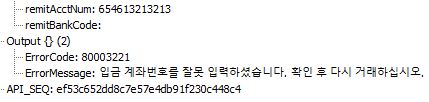 remitAcctNum: 654613213213
remitBankCode:
Output {} (2)
ErrorCode: 80003221
ErrorMessage: 입금 계좌번호를 잘못 입력하셨습니다. 확인 후 다시 거래하십시오.
API_SEQ: ef53c652dd8c7e57e4db91f230c448c4